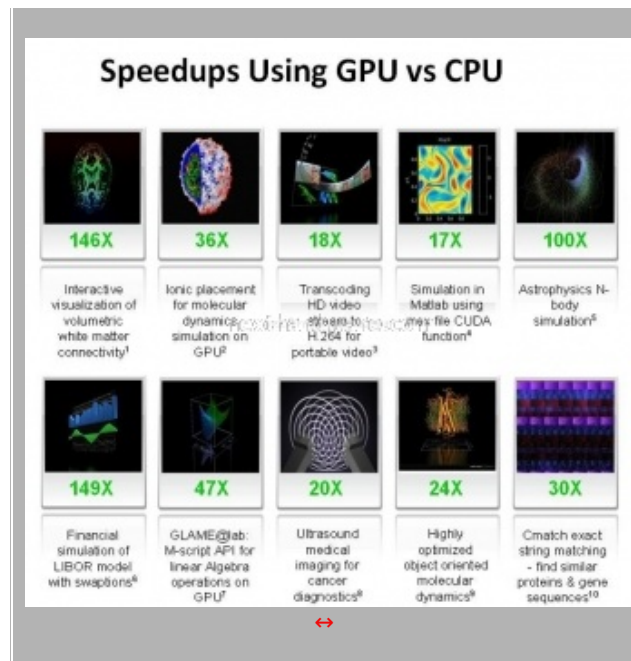 Speedups Using GPU vs CPU
146X
36X
18X
17X
100X
Interactive
visualization of
volumetric
white matter
connectivity¹
Ionic placement
for molecular
dynamics
simulation on
GPU²
Transcoding
HD video
stream to
H.264 for
portable video³
Simulation in
Matlab using
.mex file CUDA
function⁴
Astrophysics N-
body
simulation⁵
149X
47X
20X
24X
30X
Financial
simulation of
LIBOR model
with swaptions⁶
GLAME@lab:
M-script API for
linear Algebra
operations on
GPU⁷
Ultrasound
medical
imaging for
cancer
diagnostics⁸
Highly
optimized
object oriented
molecular
dynamics⁹
Cmatch exact
string matching
- find similar
proteins & gene
sequences¹⁰